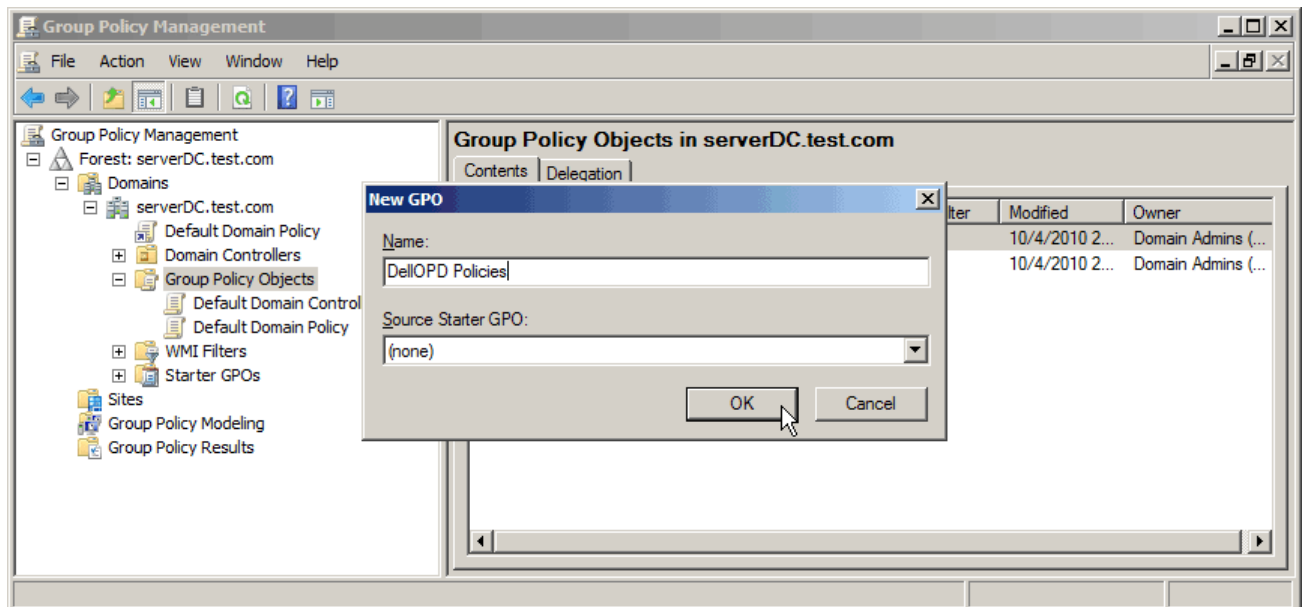 Group Policy Management
File Action View Window Help
Group Policy Management
Forest: serverDC.test.com
Domains
serverDC.test.com
Default Domain Policy
Domain Controllers
Group Policy Objects
Default Domain Control
Default Domain Policy
WMI Filters
Starter GPOs
Sites
Group Policy Modeling
Group Policy Results
Group Policy Objects in serverDC.test.com
Contents Delegation
lter Modified Owner
10/4/2010 2... Domain Admins (...
10/4/2010 2... Domain Admins (...
New GPO
Name:
DellOPD Policies
Source Starter GPO:
(none)
OK Cancel